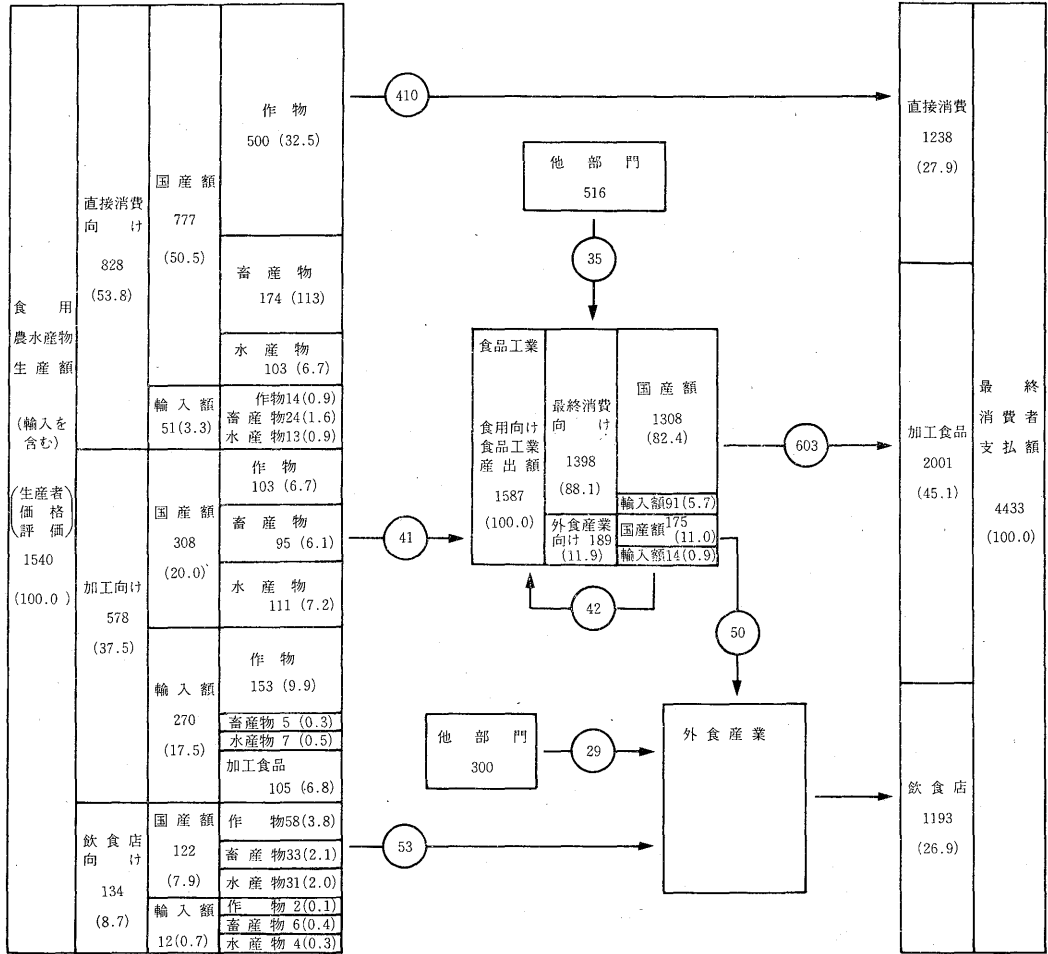 食用
農水産物
生産額
(輸入を
含む)
(生産者
価格
評価)
1540
(100.0)
直接消費
向け
828
(53.8)
国産額
777
(50.5)
作物
500 (32.5)
畜産物
174 (113)
水産物
103 (6.7)
輸入額
51(3.3)
作物14(0.9)
畜産物24(1.6)
水産物13(0.9)
加工向け
578
(37.5)
国産額
308
(20.0)
作物
103 (6.7)
畜産物
95 (6.1)
水産物
111 (7.2)
輸入額
270
(17.5)
作物
153 (9.9)
畜産物 5 (0.3)
水産物 7 (0.5)
加工食品
105 (6.8)
飲食店
向け
134
(8.7)
国産額
122
(7.9)
作物58(3.8)
畜産物33(2.1)
水産物31(2.0)
輸入額
12(0.7)
作物 2(0.1)
畜産物 6(0.4)
水産物 4(0.3)
410
他部門
516
35
41
食品工業
食用向け
食品工業
産出額
1587
(100.0)
最終消費
向け
1398
(88.1)
国産額
1308
(82.4)
輸入額91(5.7)
外食産業
向け 189
(11.9)
国産額175
(11.0)
輸入額14(0.9)
42
603
50
他部門
300
29
53
外食産業
直接消費
1238
(27.9)
加工食品
2001
(45.1)
飲食店
1193
(26.9)
最終
消費者
支払額
4433
(100.0)